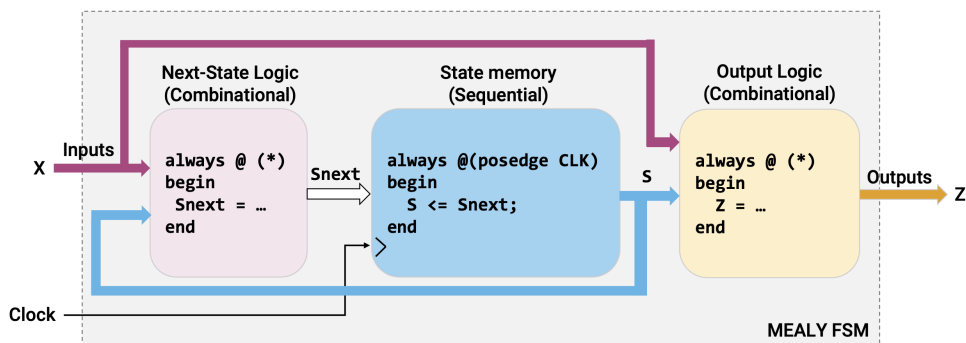 Next-State Logic
(Combinational)
State memory
(Sequential)
Output Logic
(Combinational)
Inputs
X
always @ (*)
begin
Snext = …
end
Snext
always @(posedge CLK)
begin
S <= Snext;
end
S
always @ (*)
begin
Z = …
end
Outputs
Z
Clock
MEALY FSM